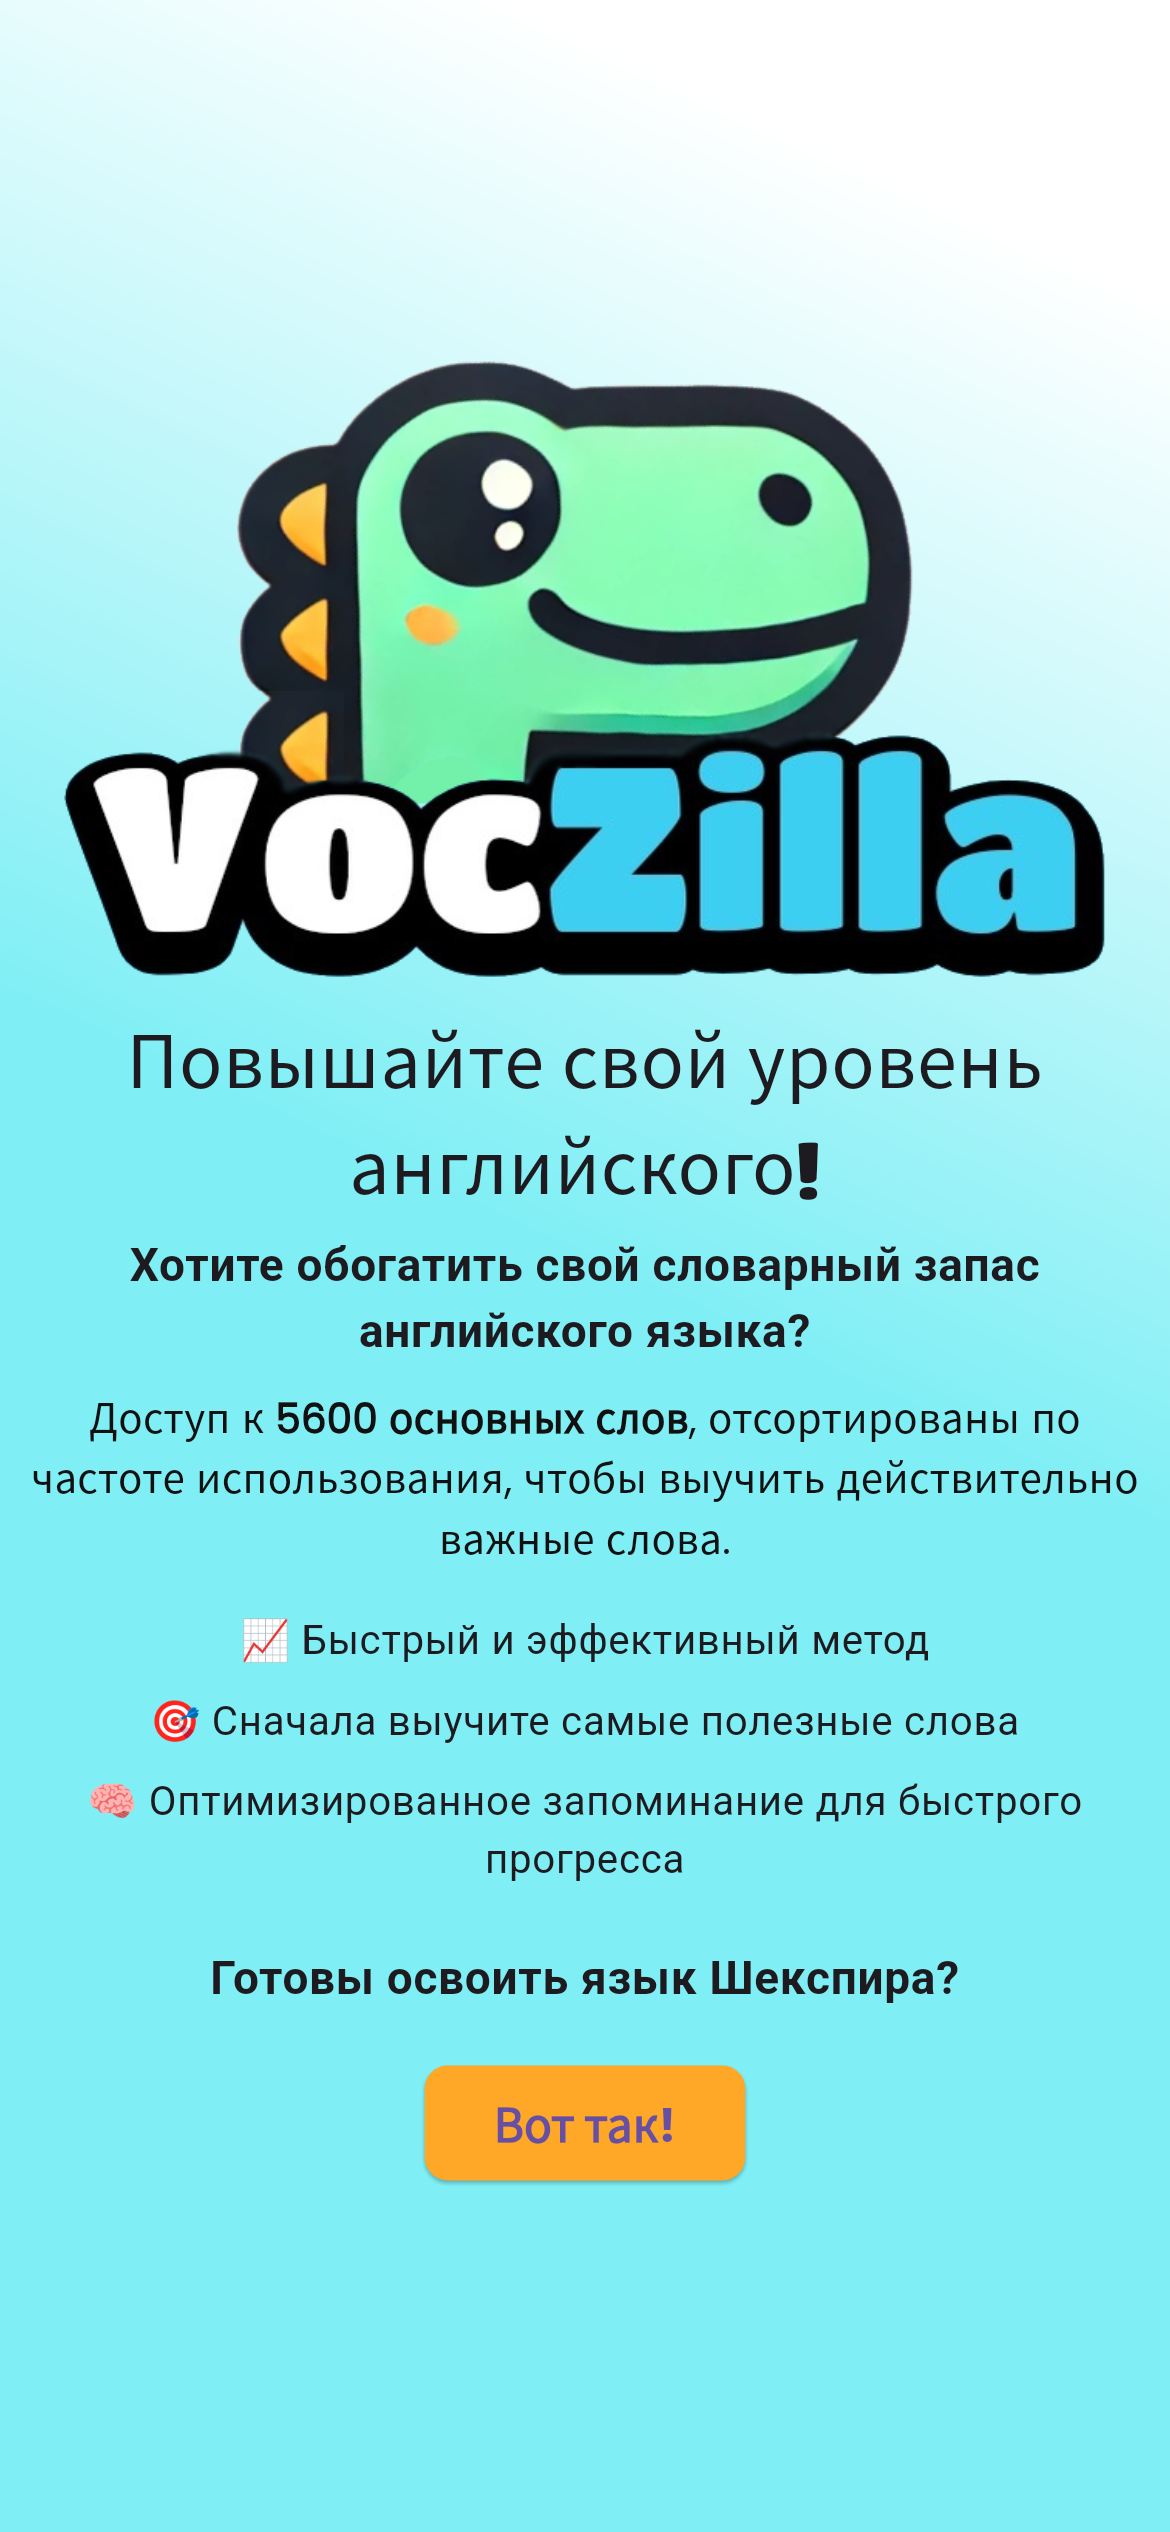 VocZilla
Повышайте свой уровень
английского!
Хотите обогатить свой словарный запас
английского языка?
Доступ к 5600 основных слов, отсортированы по
частоте использования, чтобы выучить действительно
важные слова.
📈 Быстрый и эффективный метод
🎯 Сначала выучите самые полезные слова
🧠 Оптимизированное запоминание для быстрого
прогресса
Готовы освоить язык Шекспира?
Вот так!